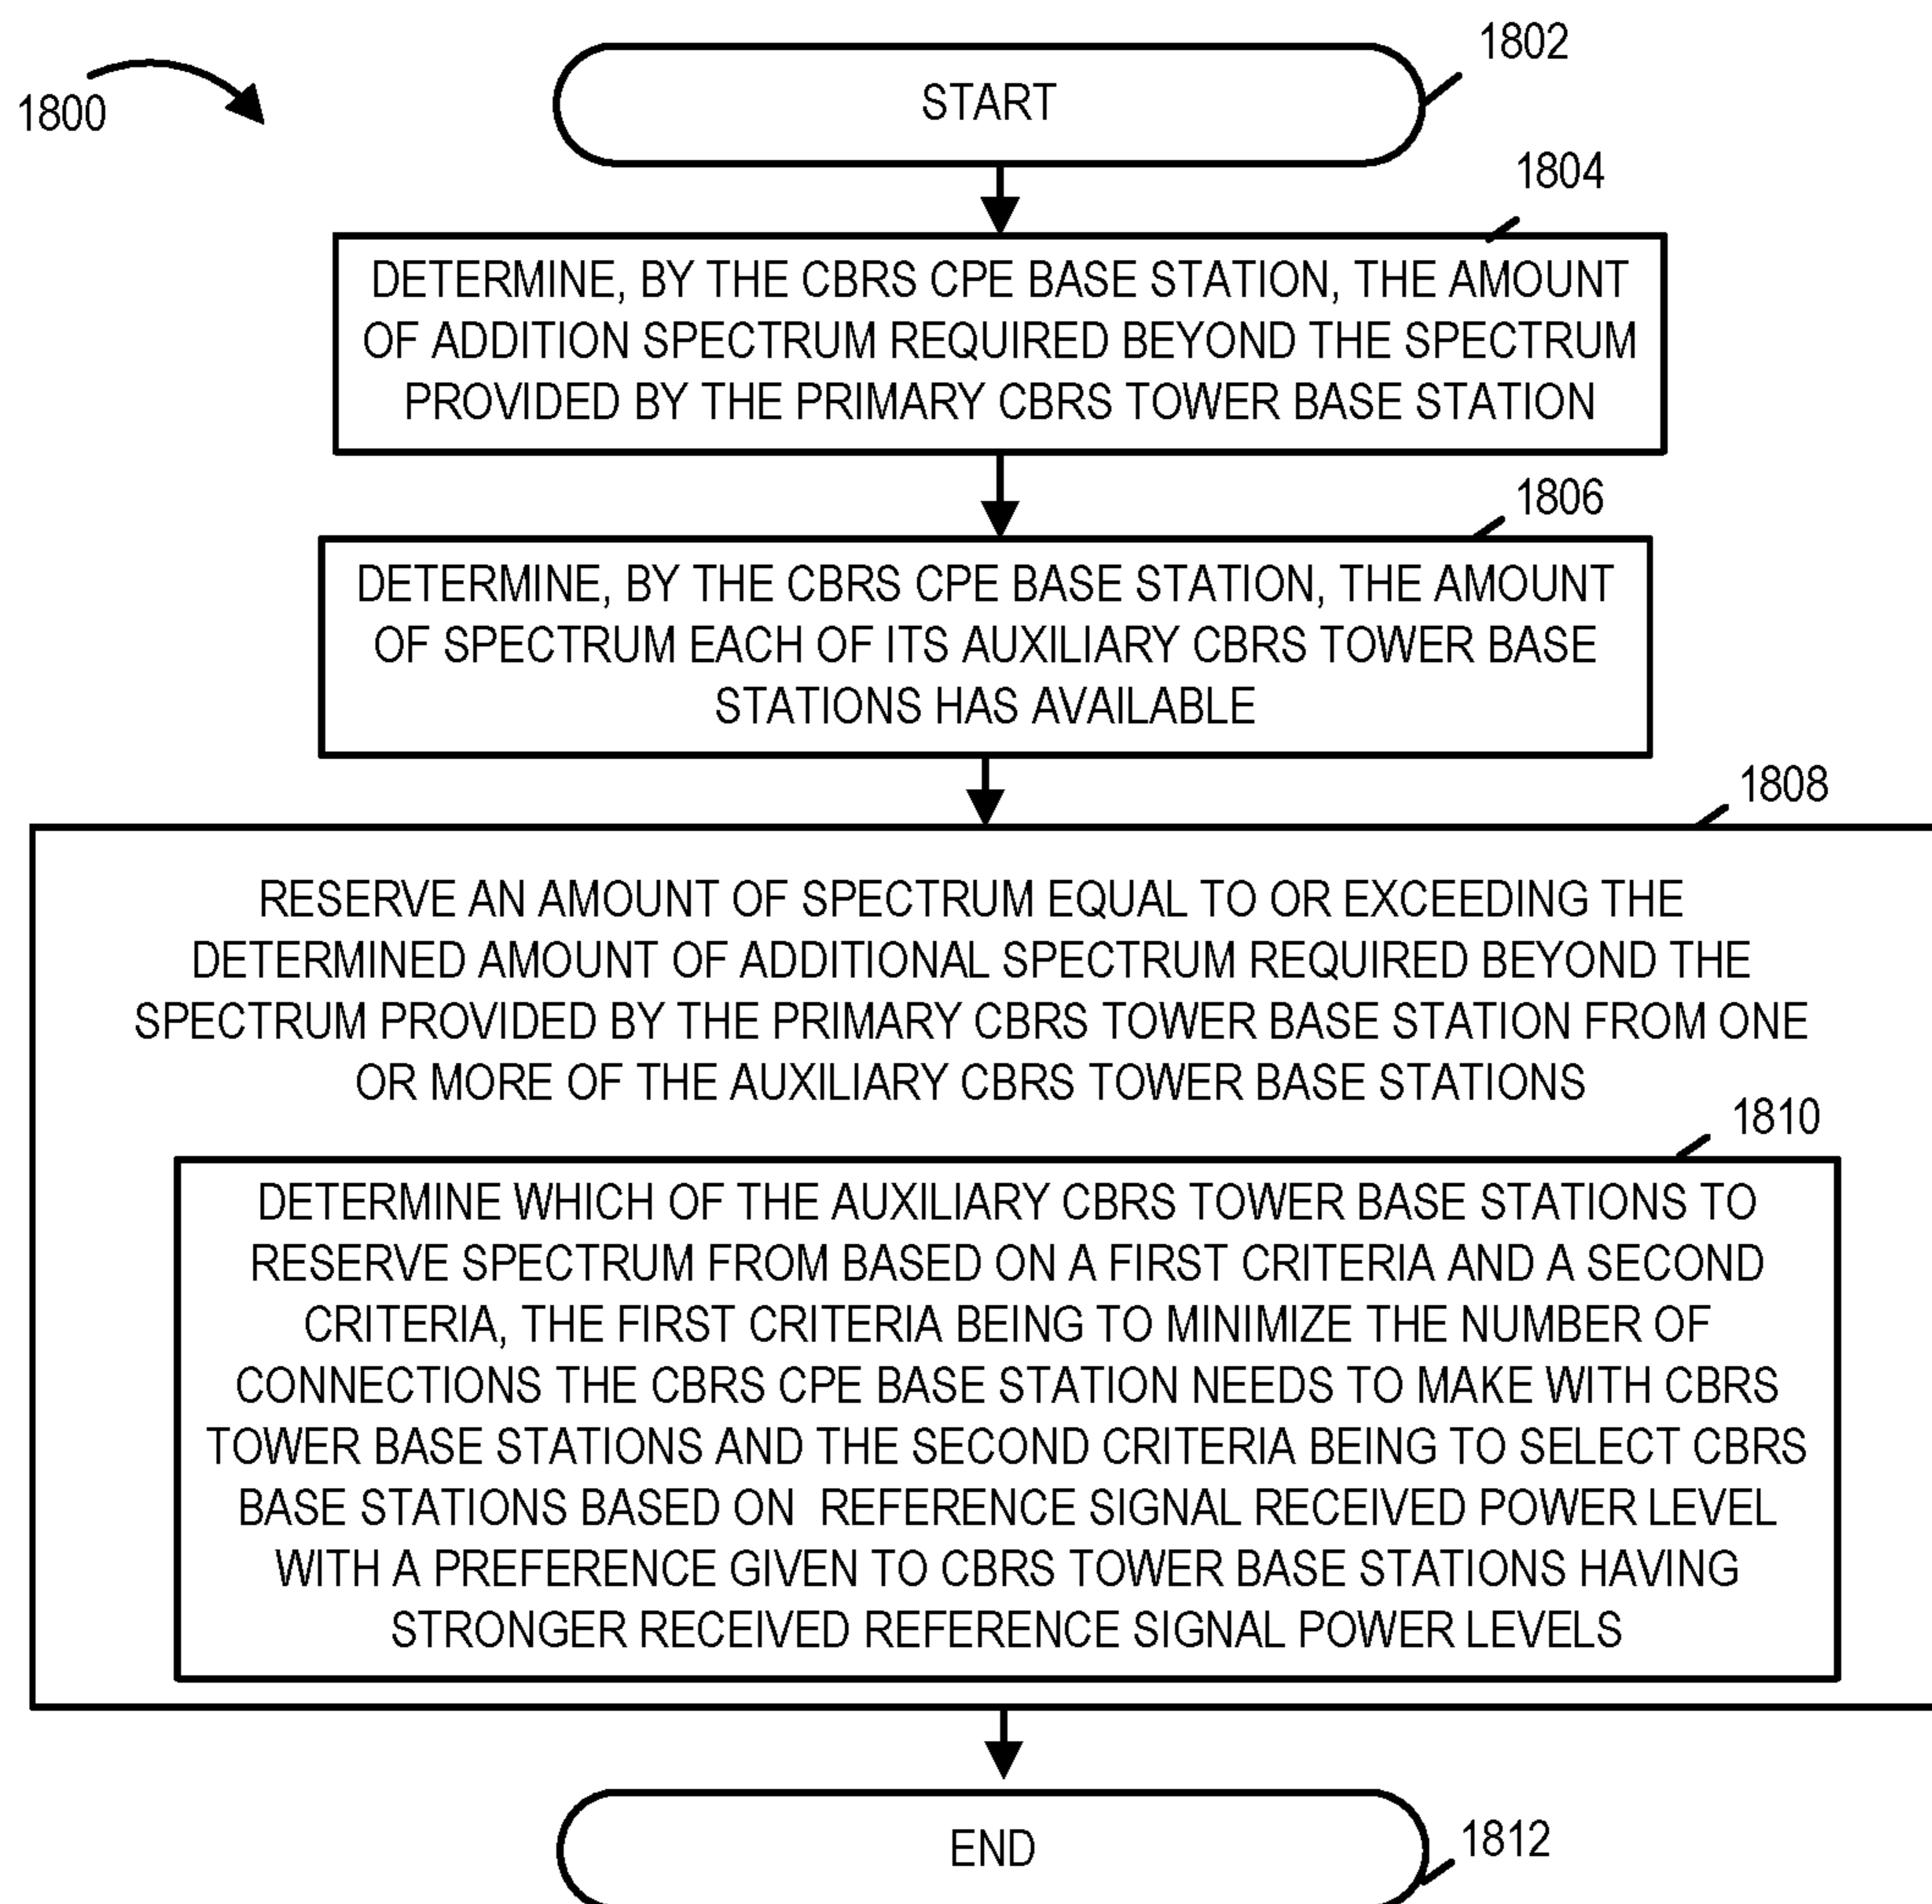 1800
START
1802
1804
DETERMINE, BY THE CBRS CPE BASE STATION, THE AMOUNT
OF ADDITION SPECTRUM REQUIRED BEYOND THE SPECTRUM
PROVIDED BY THE PRIMARY CBRS TOWER BASE STATION
1806
DETERMINE, BY THE CBRS CPE BASE STATION, THE AMOUNT
OF SPECTRUM EACH OF ITS AUXILIARY CBRS TOWER BASE
STATIONS HAS AVAILABLE
1808
RESERVE AN AMOUNT OF SPECTRUM EQUAL TO OR EXCEEDING THE
DETERMINED AMOUNT OF ADDITIONAL SPECTRUM REQUIRED BEYOND THE
SPECTRUM PROVIDED BY THE PRIMARY CBRS TOWER BASE STATION FROM ONE
OR MORE OF THE AUXILIARY CBRS TOWER BASE STATIONS
1810
DETERMINE WHICH OF THE AUXILIARY CBRS TOWER BASE STATIONS TO
RESERVE SPECTRUM FROM BASED ON A FIRST CRITERIA AND A SECOND
CRITERIA, THE FIRST CRITERIA BEING TO MINIMIZE THE NUMBER OF
CONNECTIONS THE CBRS CPE BASE STATION NEEDS TO MAKE WITH CBRS
TOWER BASE STATIONS AND THE SECOND CRITERIA BEING TO SELECT CBRS
BASE STATIONS BASED ON REFERENCE SIGNAL RECEIVED POWER LEVEL
WITH A PREFERENCE GIVEN TO CBRS TOWER BASE STATIONS HAVING
STRONGER RECEIVED REFERENCE SIGNAL POWER LEVELS
END
1812